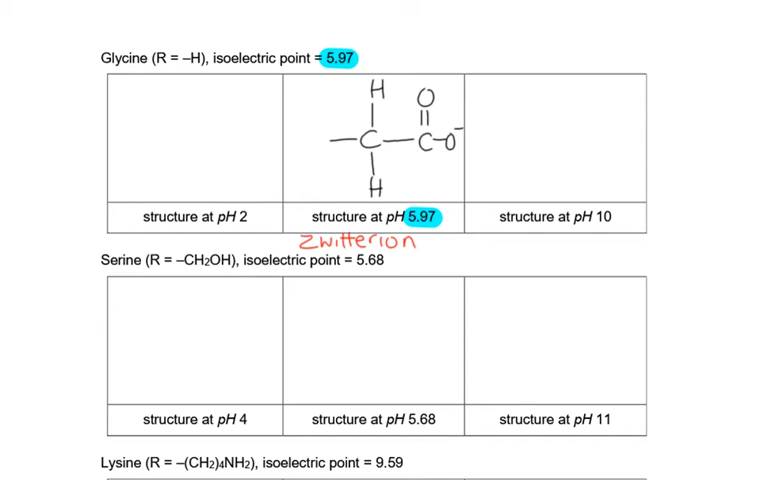 Glycine (R = –H), isoelectric point = 5.97
H
O
– C – C – O⁻
H
structure at pH 2 structure at pH 5.97 structure at pH 10
Zwitterion
Serine (R = –CH₂OH), isoelectric point = 5.68
structure at pH 4 structure at pH 5.68 structure at pH 11
Lysine (R = –(CH₂)₄NH₂), isoelectric point = 9.59